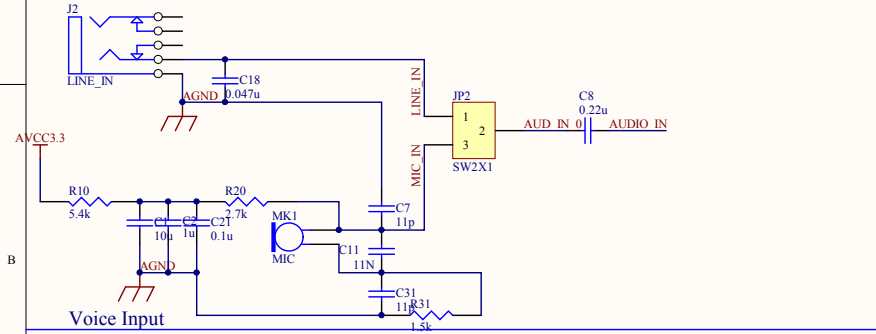 J2
LINE_IN
C18
0.047u
AGND
LINE_IN
JP2
1
2
3
SW2X1
C8
0.22u
AUD_IN_0
AUDIO_IN
MIC_IN
AVCC3.3
R10
5.4k
C1
10u
C2
1u
C21
0.1u
R20
2.7k
MK1
MIC
C7
11p
C11
11N
AGND
C31
11p
R31
1.5k
B
Voice Input